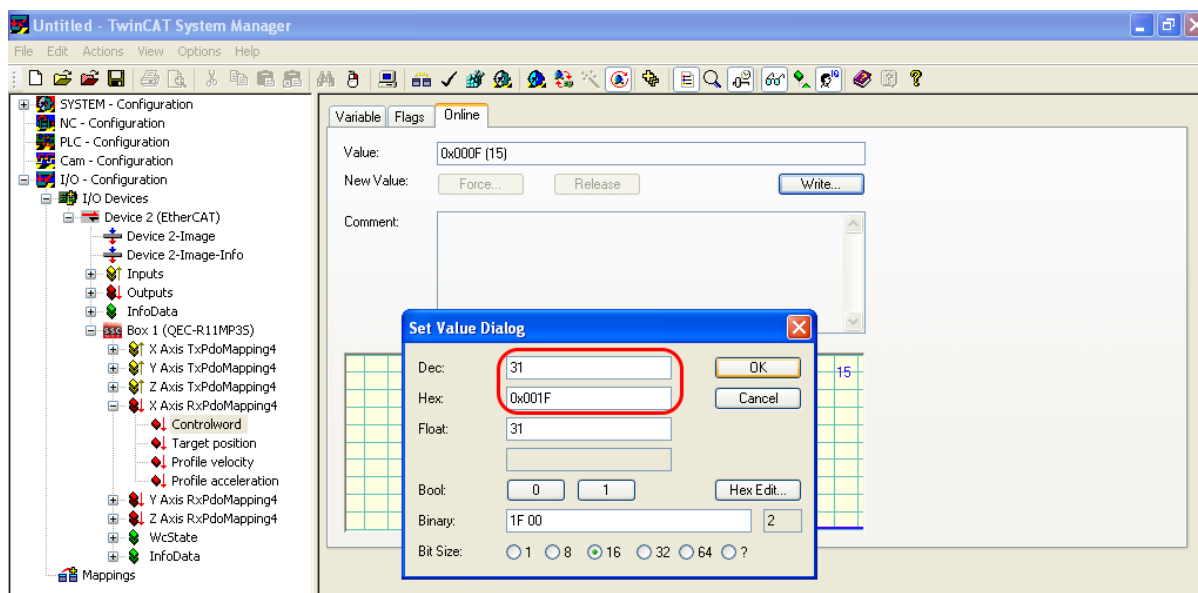 Untitled - TwinCAT System Manager
File Edit Actions View Options Help
SYSTEM - Configuration
NC - Configuration
PLC - Configuration
Cam - Configuration
I/O - Configuration
I/O Devices
Device 2 (EtherCAT)
Device 2-Image
Device 2-Image-Info
Inputs
Outputs
InfoData
Box 1 (QEC-R11MP3S)
X Axis TxPdoMapping4
Y Axis TxPdoMapping4
Z Axis TxPdoMapping4
X Axis RxPdoMapping4
Controlword
Target position
Profile velocity
Profile acceleration
Y Axis RxPdoMapping4
Z Axis RxPdoMapping4
WcState
InfoData
Mappings
Variable Flags Online
Value: 0x000F (15)
New Value: Force... Release Write...
Comment:
15
Set Value Dialog
Dec: 31 OK
Hex: 0x001F Cancel
Float: 31
Bool: 0 1 Hex Edit...
Binary: 1F 00 2
Bit Size: 1 8 16 32 64 ?